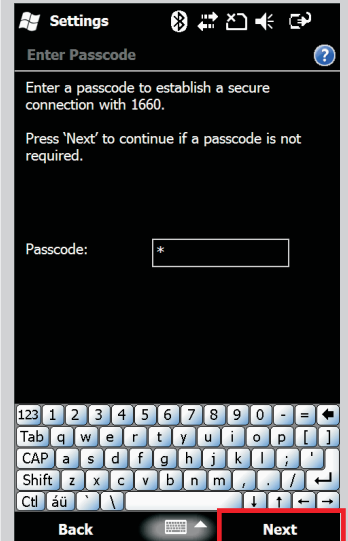 Settings
Enter Passcode
?
Enter a passcode to establish a secure
connection with 1660.
Press ‘Next’ to continue if a passcode is not
required.
Passcode: *
123 1 2 3 4 5 6 7 8 9 0 - =
Tab q w e r t y u i o p [ ]
CAP a s d f g h j k l ; '
Shift z x c v b n m , . /
Ctl áü ` \
Back Next